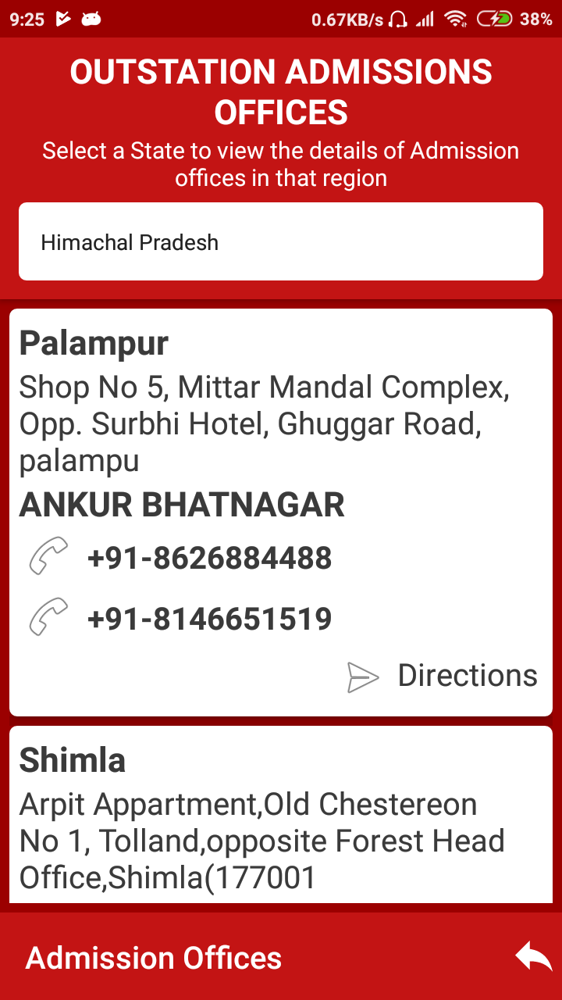 9:25
0.67KB/s
38%
OUTSTATION ADMISSIONS
OFFICES
Select a State to view the details of Admission
offices in that region
Himachal Pradesh
Palampur
Shop No 5, Mittar Mandal Complex,
Opp. Surbhi Hotel, Ghuggar Road,
palampu
ANKUR BHATNAGAR
+91-8626884488
+91-8146651519
Directions
Shimla
Arpit Appartment,Old Chestereon
No 1, Tolland,opposite Forest Head
Office,Shimla(177001
Admission Offices